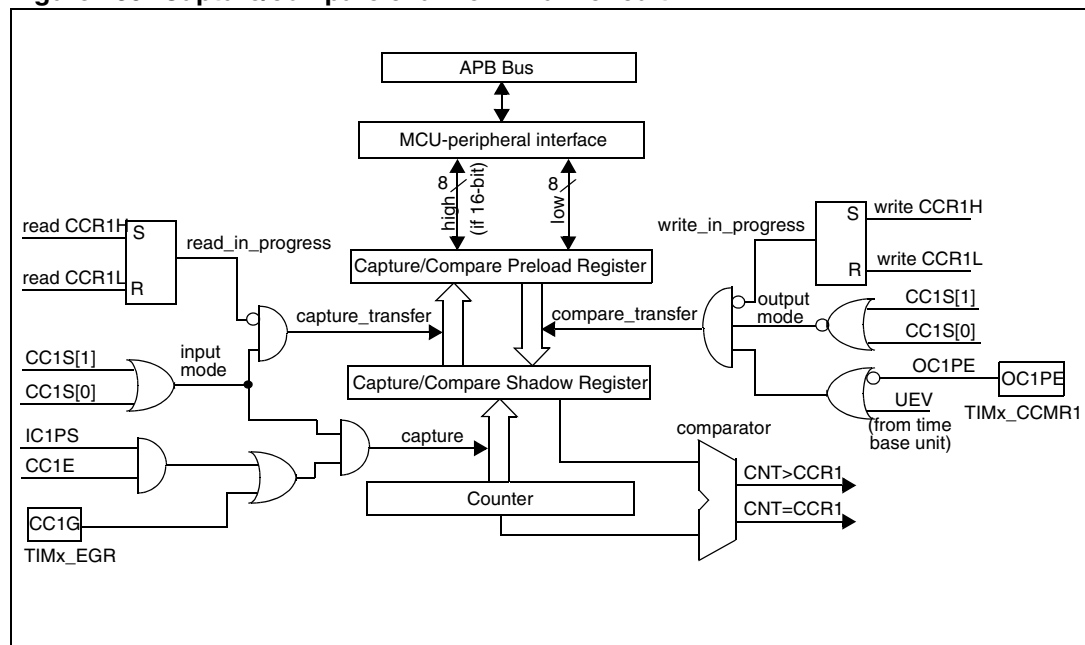 APB Bus
MCU-peripheral interface
8
high
(if 16-bit)
8
low
read CCR1H
S
read_in_progress
read CCR1L
R
write_in_progress
S
write CCR1H
R
write CCR1L
Capture/Compare Preload Register
capture_transfer
compare_transfer
output
mode
CC1S[1]
CC1S[0]
CC1S[1]
CC1S[0]
input
mode
Capture/Compare Shadow Register
OC1PE
OC1PE
UEV
TIMx_CCMR1
(from time
base unit)
IC1PS
CC1E
capture
comparator
Counter
CNT>CCR1
CNT=CCR1
CC1G
TIMx_EGR